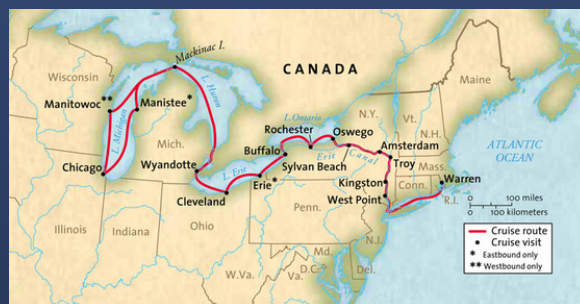 Mackinac I.
CANADA
Maine
Wisconsin
Manitowoc**
Manistee*
L. Michigan
L. Huron
L. Ontario
N.Y.
Vt.
N.H.
Rochester
Oswego
Amsterdam
ATLANTIC
OCEAN
Mich.
Buffalo
Erie
Canal
Troy
Mass.
Chicago
Wyandotte
L. Erie
Sylvan Beach
Kingston
Conn.
Warren
R.I.
Erie*
West Point
100 miles
100 kilometers
Cleveland
Penn.
Illinois
Indiana
Ohio
N.J.
Md.
Del.
W.Va.
D.C.
Va.
Cruise route
Cruise visit
* Eastbound only
** Westbound only